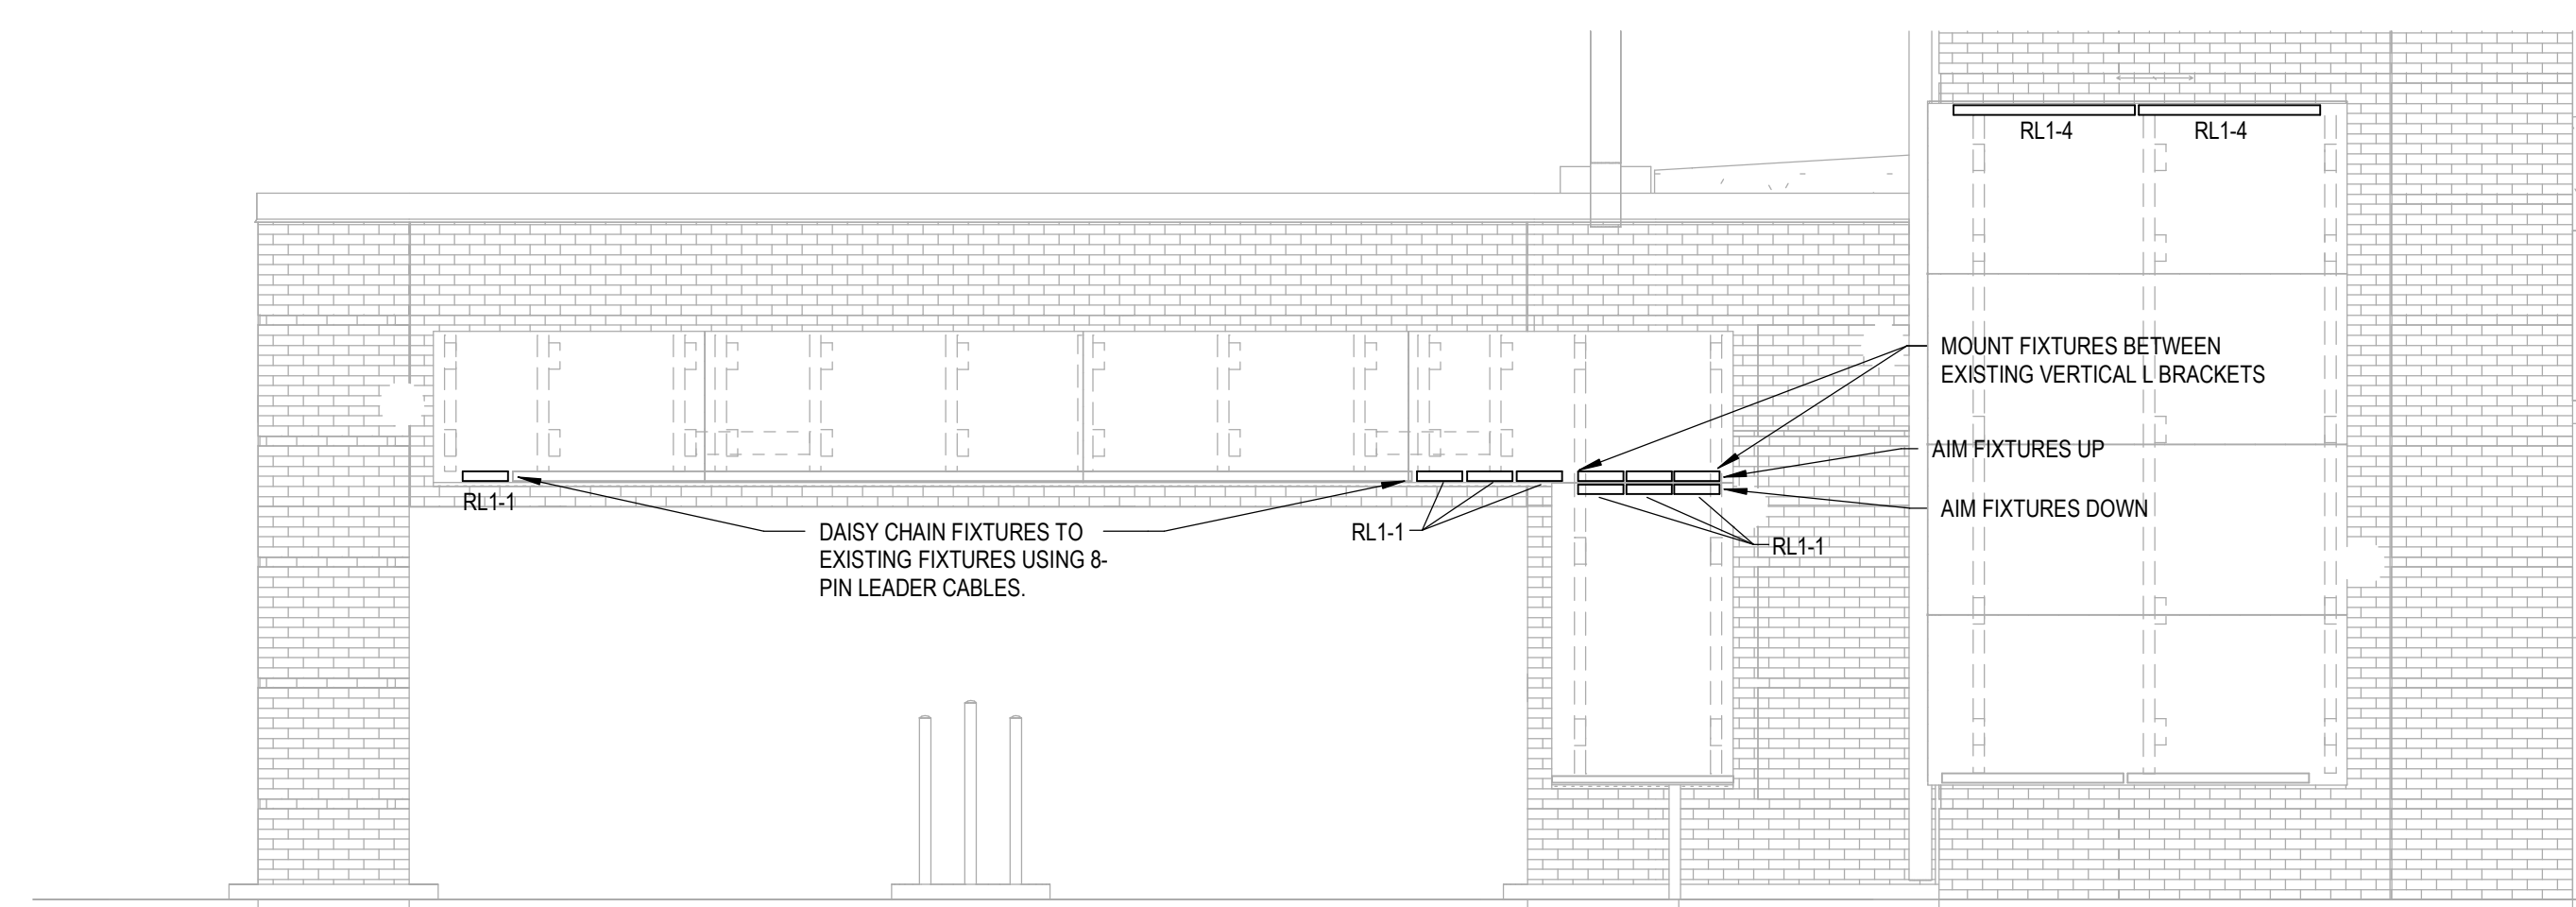 RL1-4
RL1-4
MOUNT FIXTURES BETWEEN
EXISTING VERTICAL L BRACKETS
AIM FIXTURES UP
AIM FIXTURES DOWN
RL1-1
DAISY CHAIN FIXTURES TO
EXISTING FIXTURES USING 8-
PIN LEADER CABLES.
RL1-1
RL1-1